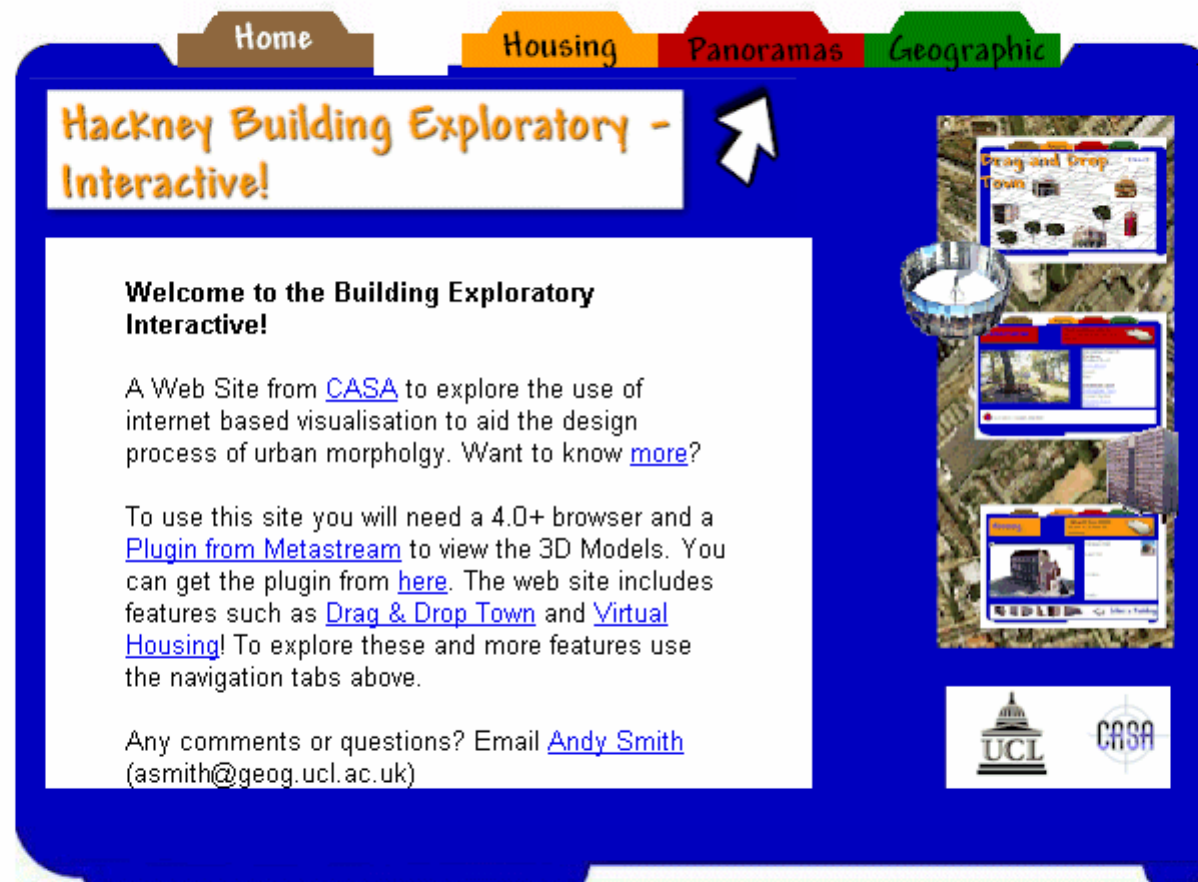 Home
Housing
Panoramas
Geographic
Hackney Building Exploratory -
Interactive!
Welcome to the Building Exploratory
Interactive!
A Web Site from CASA to explore the use of
internet based visualisation to aid the design
process of urban morpholgy. Want to know more?
To use this site you will need a 4.0+ browser and a
Plugin from Metastream to view the 3D Models. You
can get the plugin from here. The web site includes
features such as Drag & Drop Town and Virtual
Housing! To explore these and more features use
the navigation tabs above.
Any comments or questions? Email Andy Smith
(asmith@geog.ucl.ac.uk)
Drag and Drop
Town
UCL
CASA